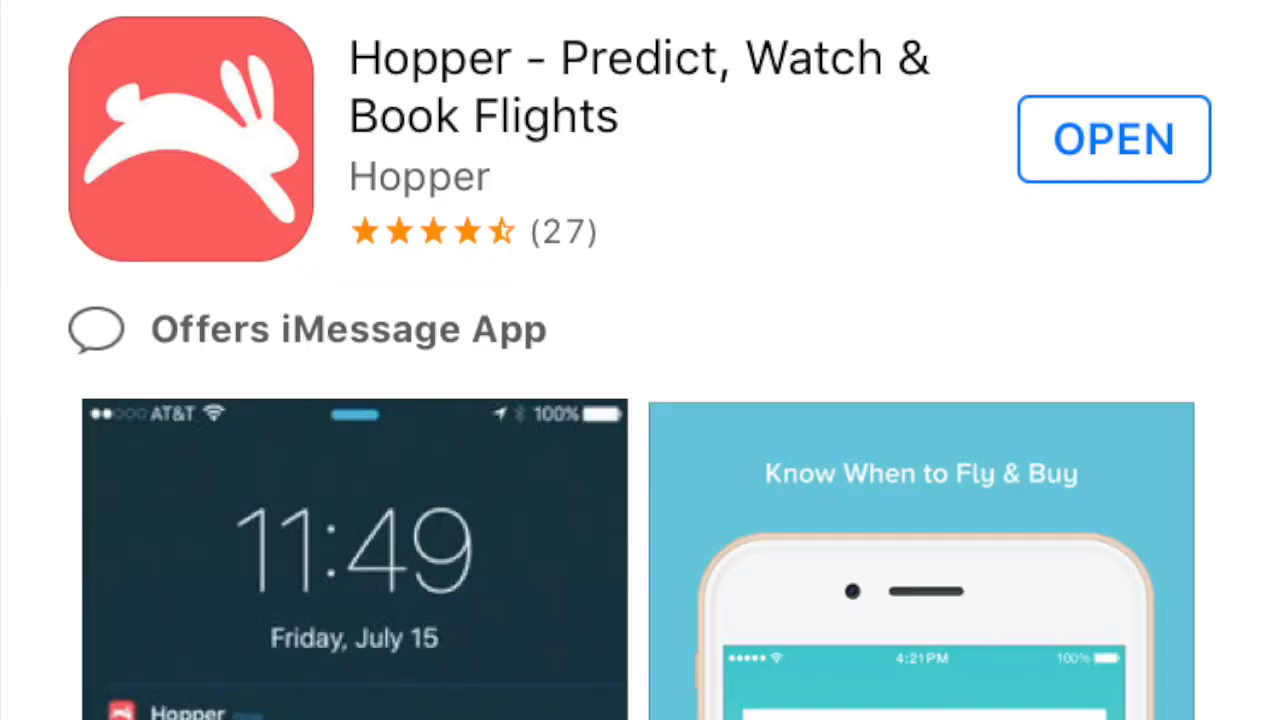 Hopper - Predict, Watch &
Book Flights
Hopper
OPEN
(27)
Offers iMessage App
AT&T 100%
11:49
Friday, July 15
Hopper
Know When to Fly & Buy
4:21PM 100%